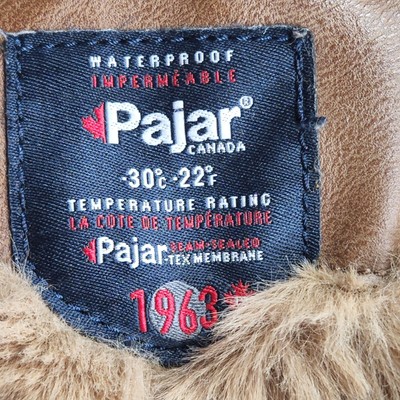 WATERPROOF
IMPERMÉABLE
Pajar®
CANADA
-30°C -22°F
TEMPERATURE RATING
LA COTE DE TEMPÉRATURE
Pajar SEAM-SEALED
-TEX MEMBRANE
1963